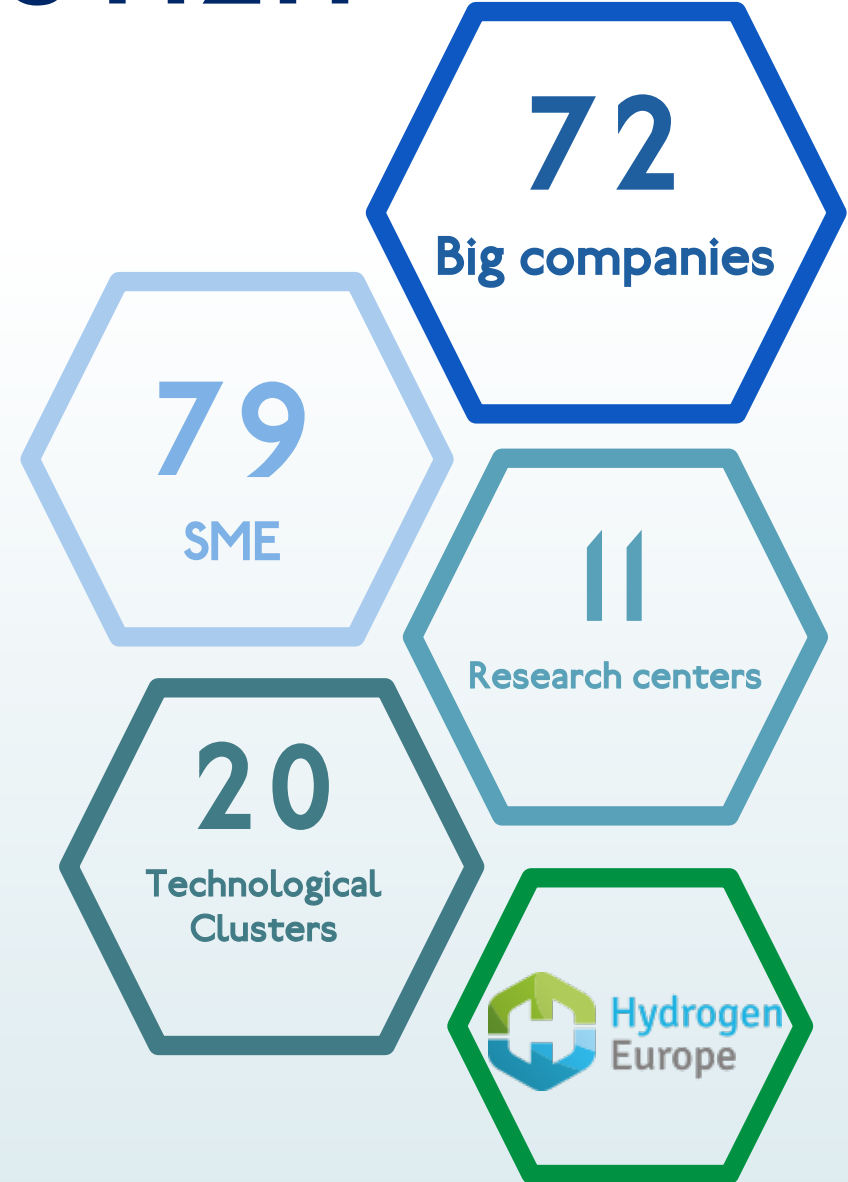 72
Big companies
79
SME
11
Research centers
20
Technological
Clusters
Hydrogen
Europe